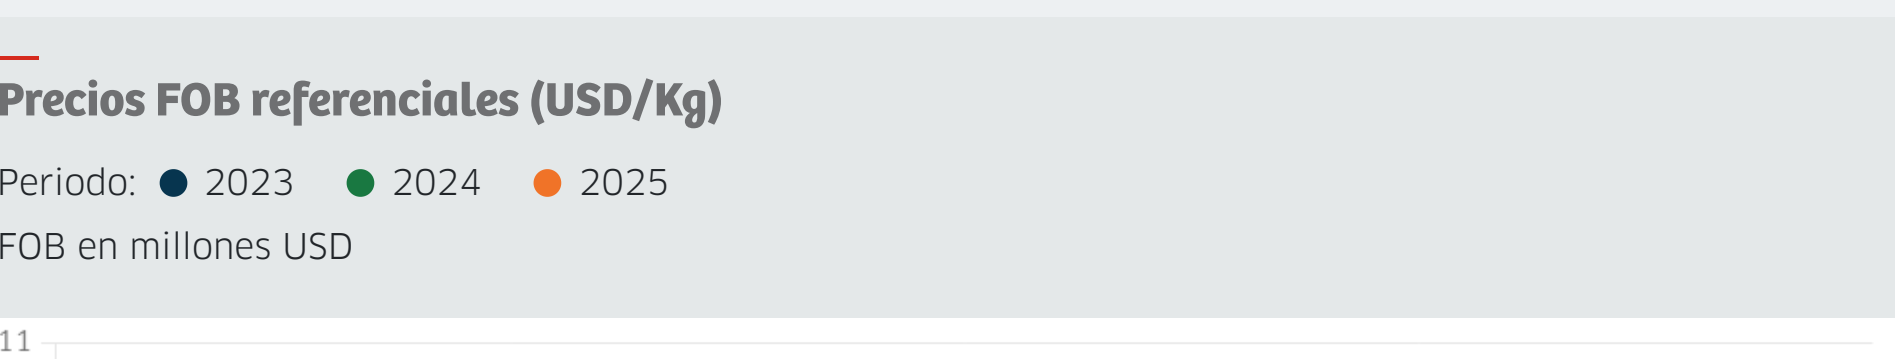 Precios FOB referenciales (USD/Kg)
Periodo: 2023 2024 2025
FOB en millones USD
11